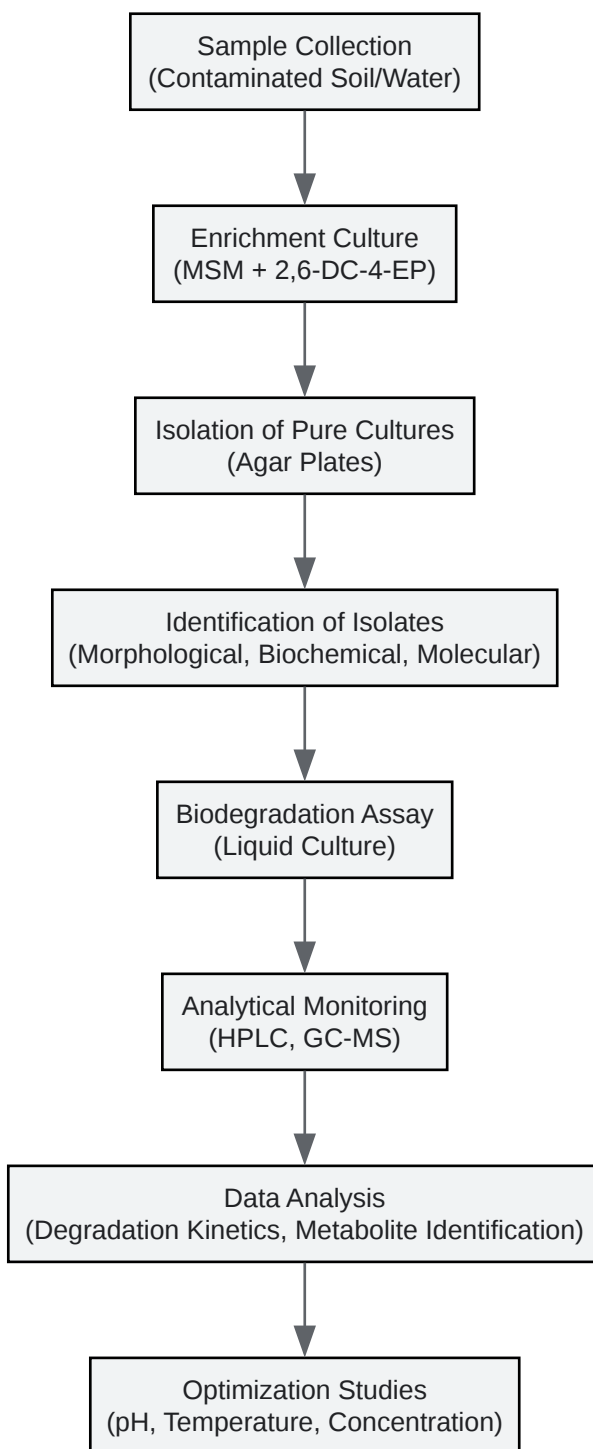 Sample Collection
(Contaminated Soil/Water)
Enrichment Culture
(MSM + 2,6-DC-4-EP)
Isolation of Pure Cultures
(Agar Plates)
Identification of Isolates
(Morphological, Biochemical, Molecular)
Biodegradation Assay
(Liquid Culture)
Analytical Monitoring
(HPLC, GC-MS)
Data Analysis
(Degradation Kinetics, Metabolite Identification)
Optimization Studies
(pH, Temperature, Concentration)